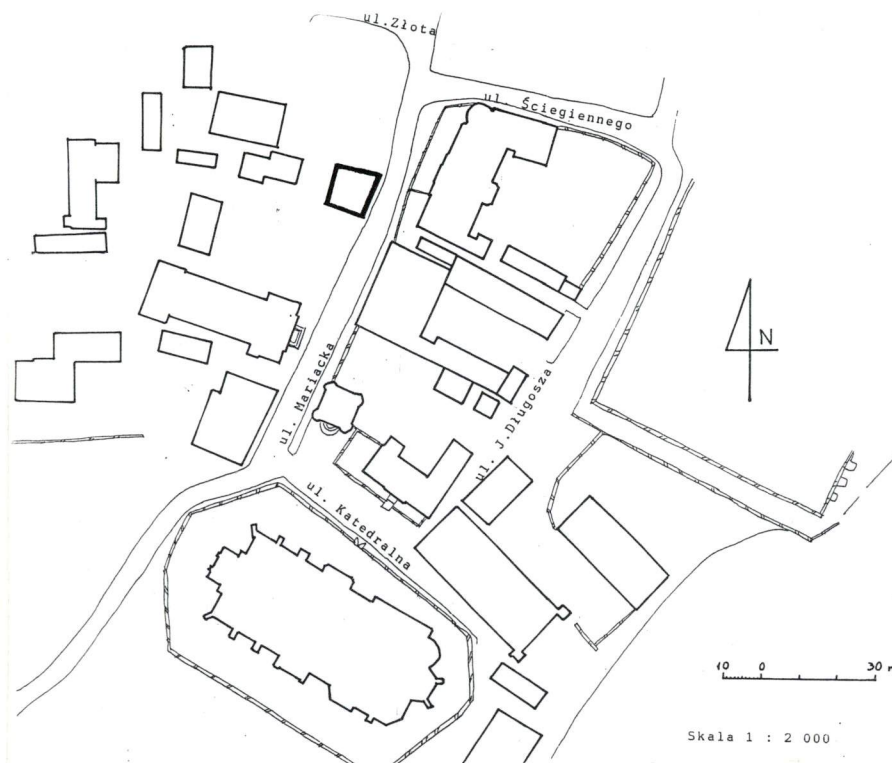 ul.Złota
ul. Ściegiennego
ul. Mariacka
ul. J.Długosza
ul. Katedralna
N
10 0 30 m
Skala 1 : 2 000